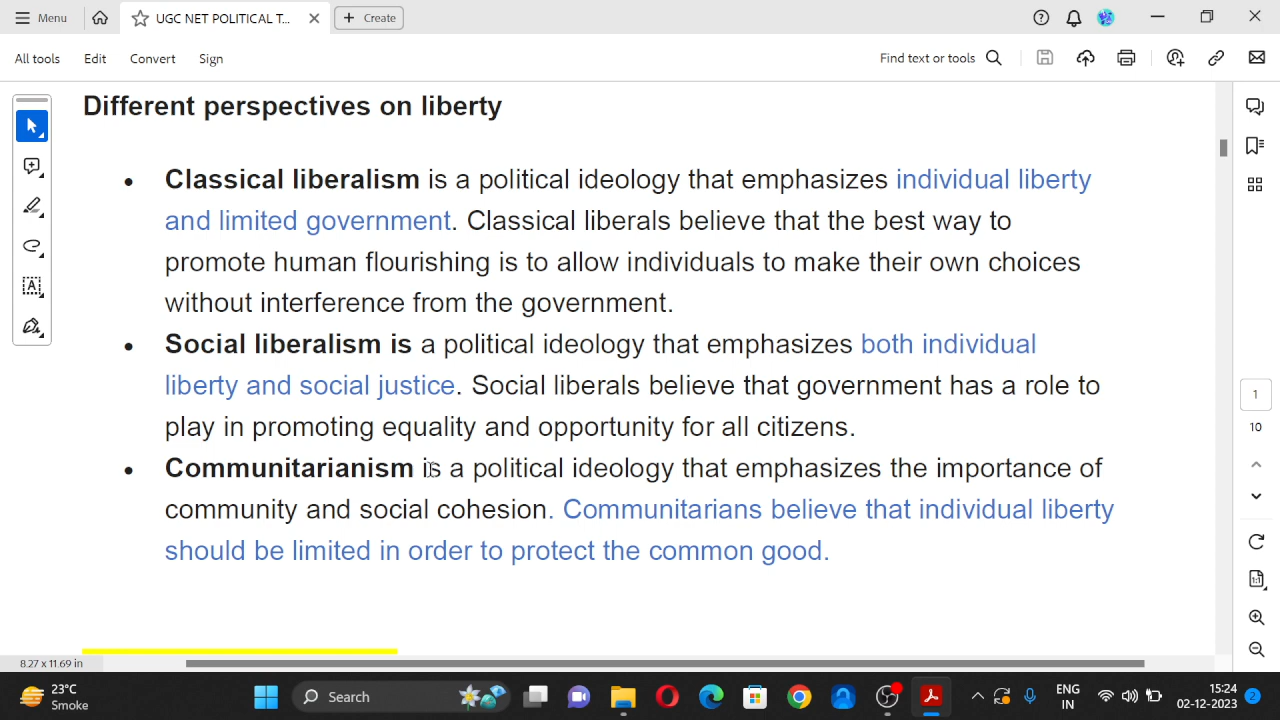 Menu
UGC NET POLITICAL T...
Create
All tools
Edit
Convert
Sign
Find text or tools
Different perspectives on liberty
• Classical liberalism is a political ideology that emphasizes individual liberty
and limited government. Classical liberals believe that the best way to
promote human flourishing is to allow individuals to make their own choices
without interference from the government.
• Social liberalism is a political ideology that emphasizes both individual
liberty and social justice. Social liberals believe that government has a role to
play in promoting equality and opportunity for all citizens.
• Communitarianism is a political ideology that emphasizes the importance of
community and social cohesion. Communitarians believe that individual liberty
should be limited in order to protect the common good.
1
10
8.27 x 11.69 in
23°C
Smoke
Search
ENG
IN
15:24
02-12-2023
2